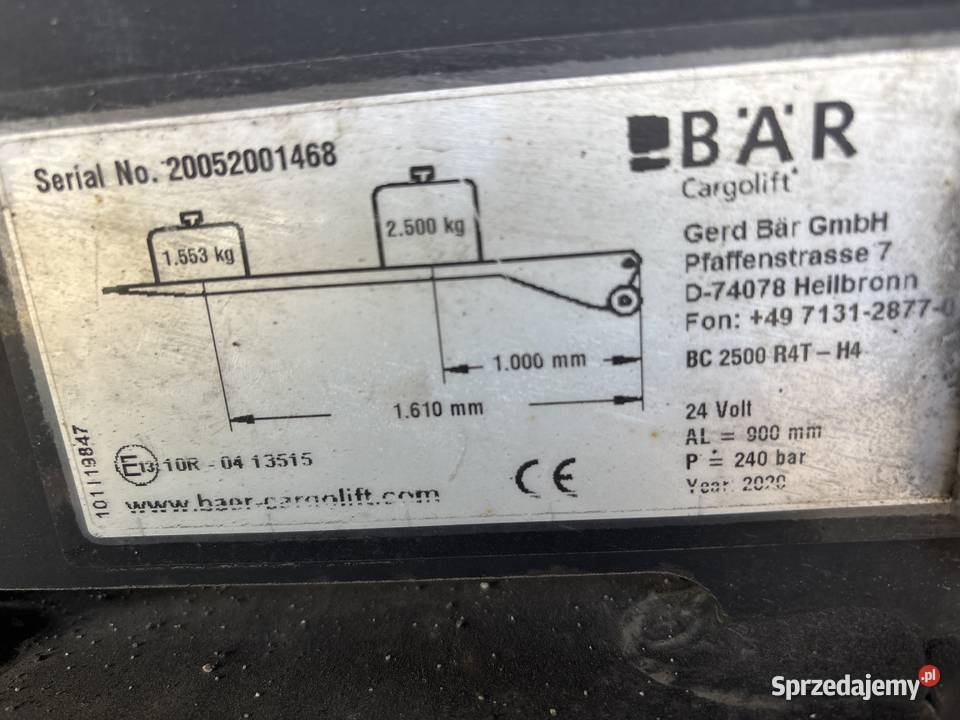 Serial No. 20052001468
BÄR
Cargolift
1.553 kg
2.500 kg
1.000 mm
1.610 mm
Gerd Bär GmbH
Pfaffenstrasse 7
D-74078 Heilbronn
Fon: +49 7131-2877-0
BC 2500 R4T – H4
24 Volt
AL = 900 mm
P = 240 bar
Year: 2020
101119847
E13 10R - 04 13515
www.baer-cargolift.com
CE
Sprzedajemy.pl